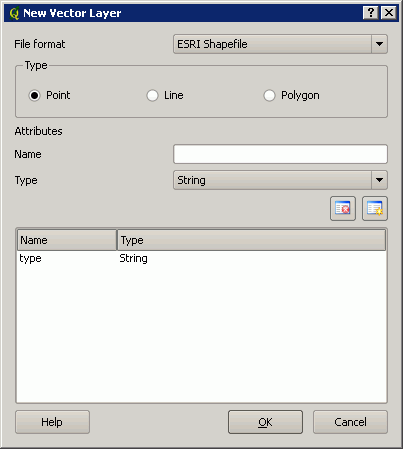 New Vector Layer
File format ESRI Shapefile
Type
Point Line Polygon
Attributes
Name
Type String
Name Type
type String
Help OK Cancel